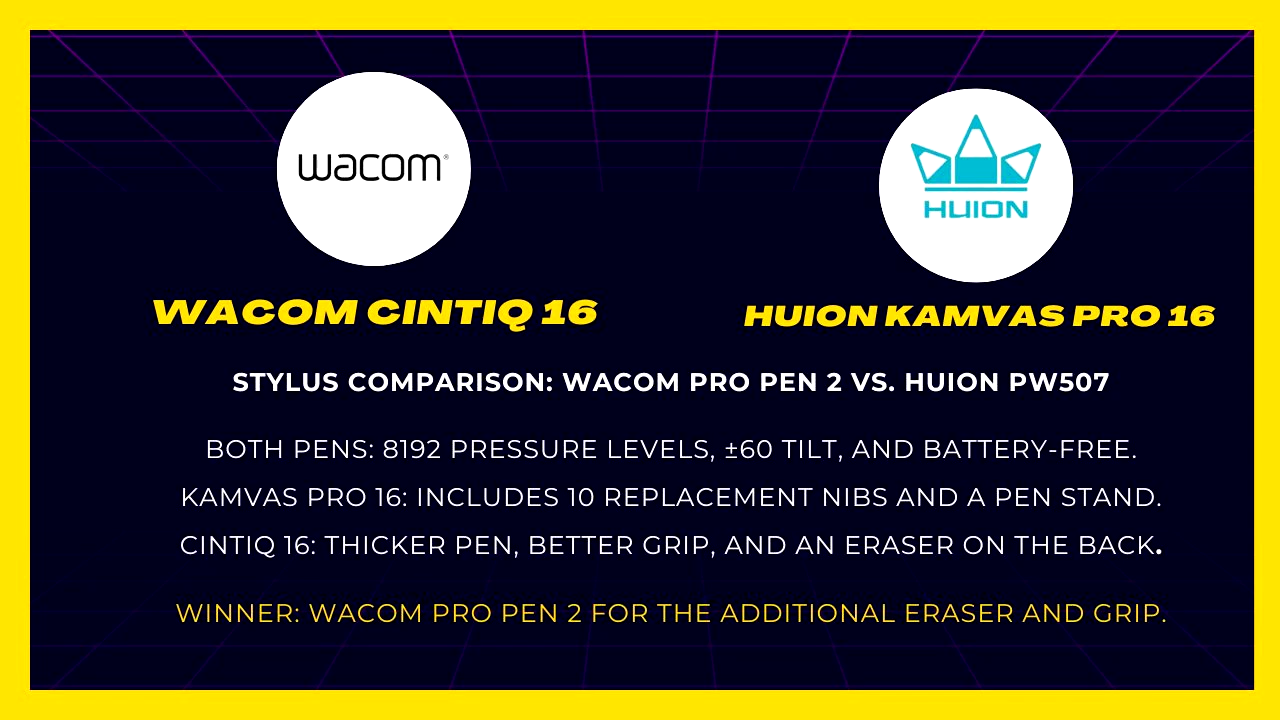 wacom®
HUION
WACOM CINTIQ 16
HUION KAMVAS PRO 16
STYLUS COMPARISON: WACOM PRO PEN 2 VS. HUION PW507
BOTH PENS: 8192 PRESSURE LEVELS, ±60 TILT, AND BATTERY-FREE.
KAMVAS PRO 16: INCLUDES 10 REPLACEMENT NIBS AND A PEN STAND.
CINTIQ 16: THICKER PEN, BETTER GRIP, AND AN ERASER ON THE BACK.
WINNER: WACOM PRO PEN 2 FOR THE ADDITIONAL ERASER AND GRIP.